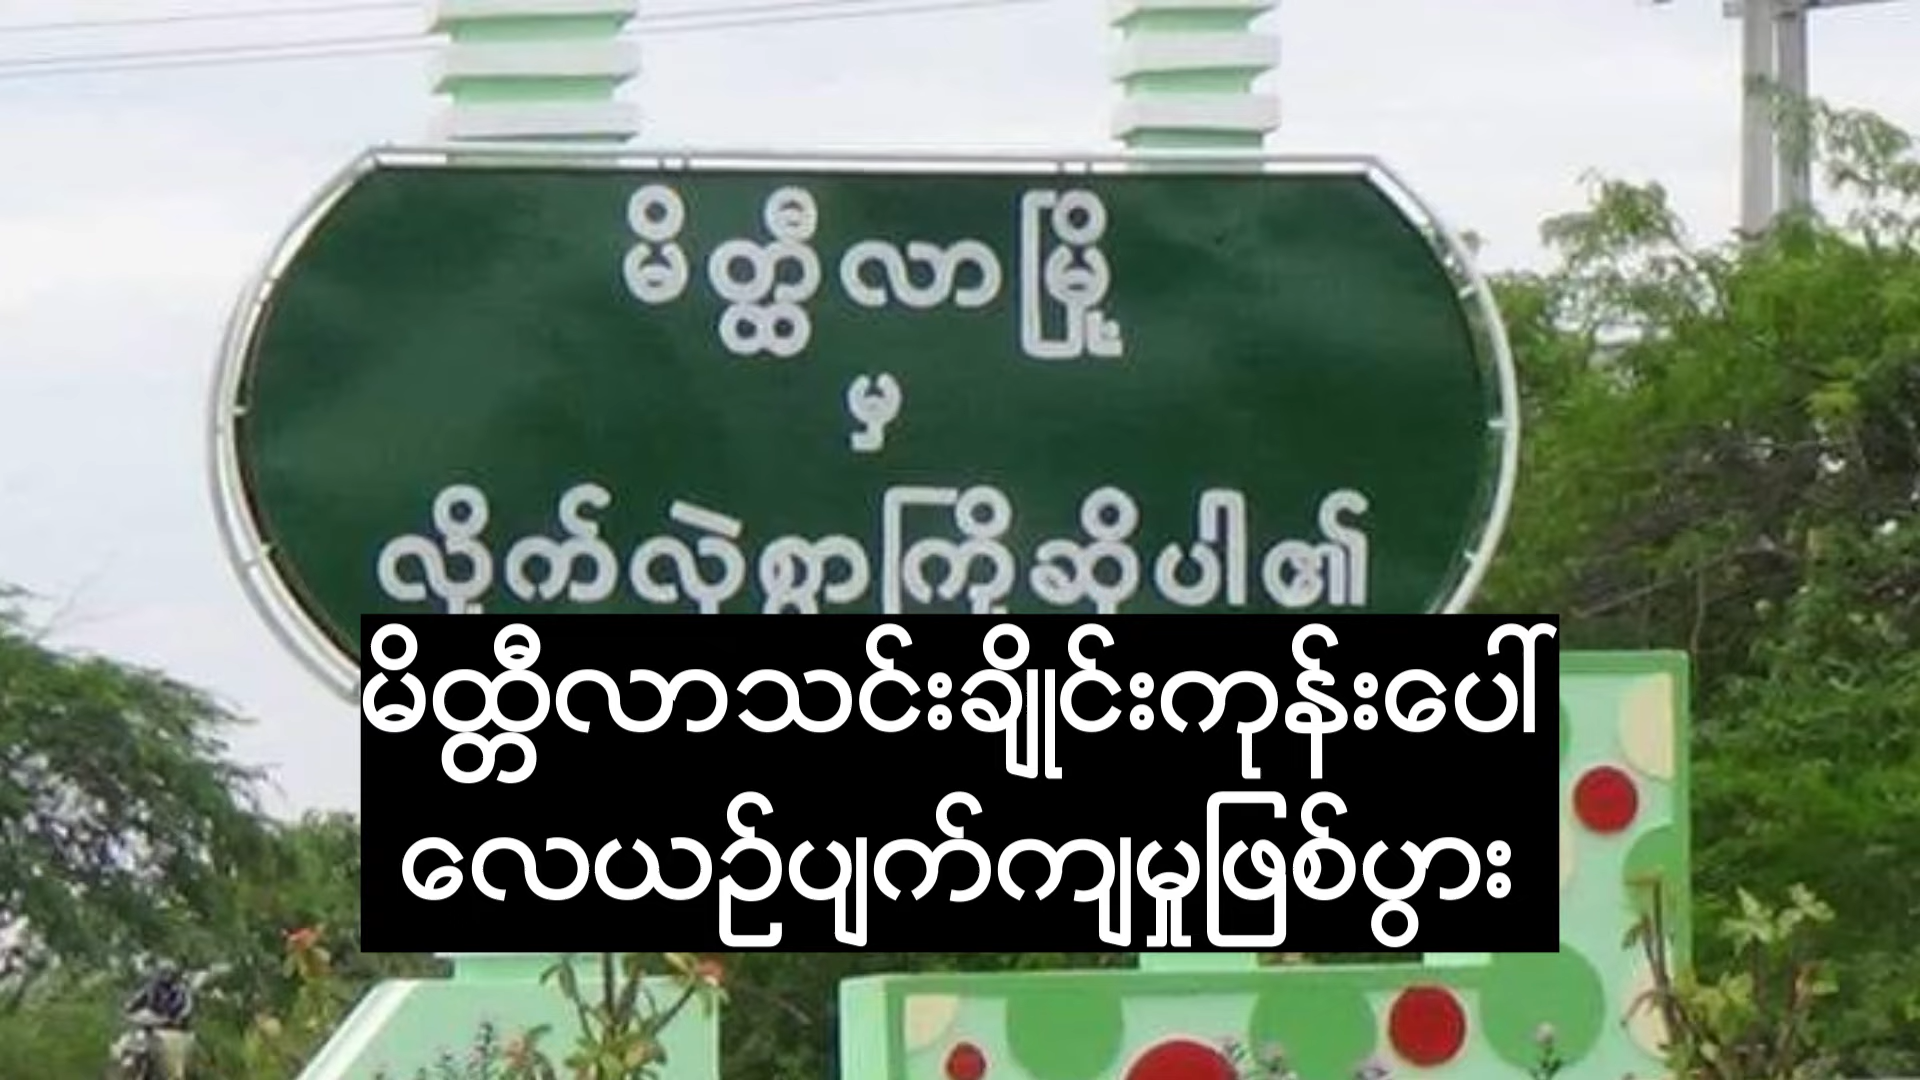 မိတ္ထီလာမြို့
မှ
လှိုက်လှဲစွာကြိုဆိုပါ၏
မိတ္ထီလာသင်းချိုင်းကုန်းပေါ်
လေယဉ်ပျက်ကျမှုဖြစ်ပွား